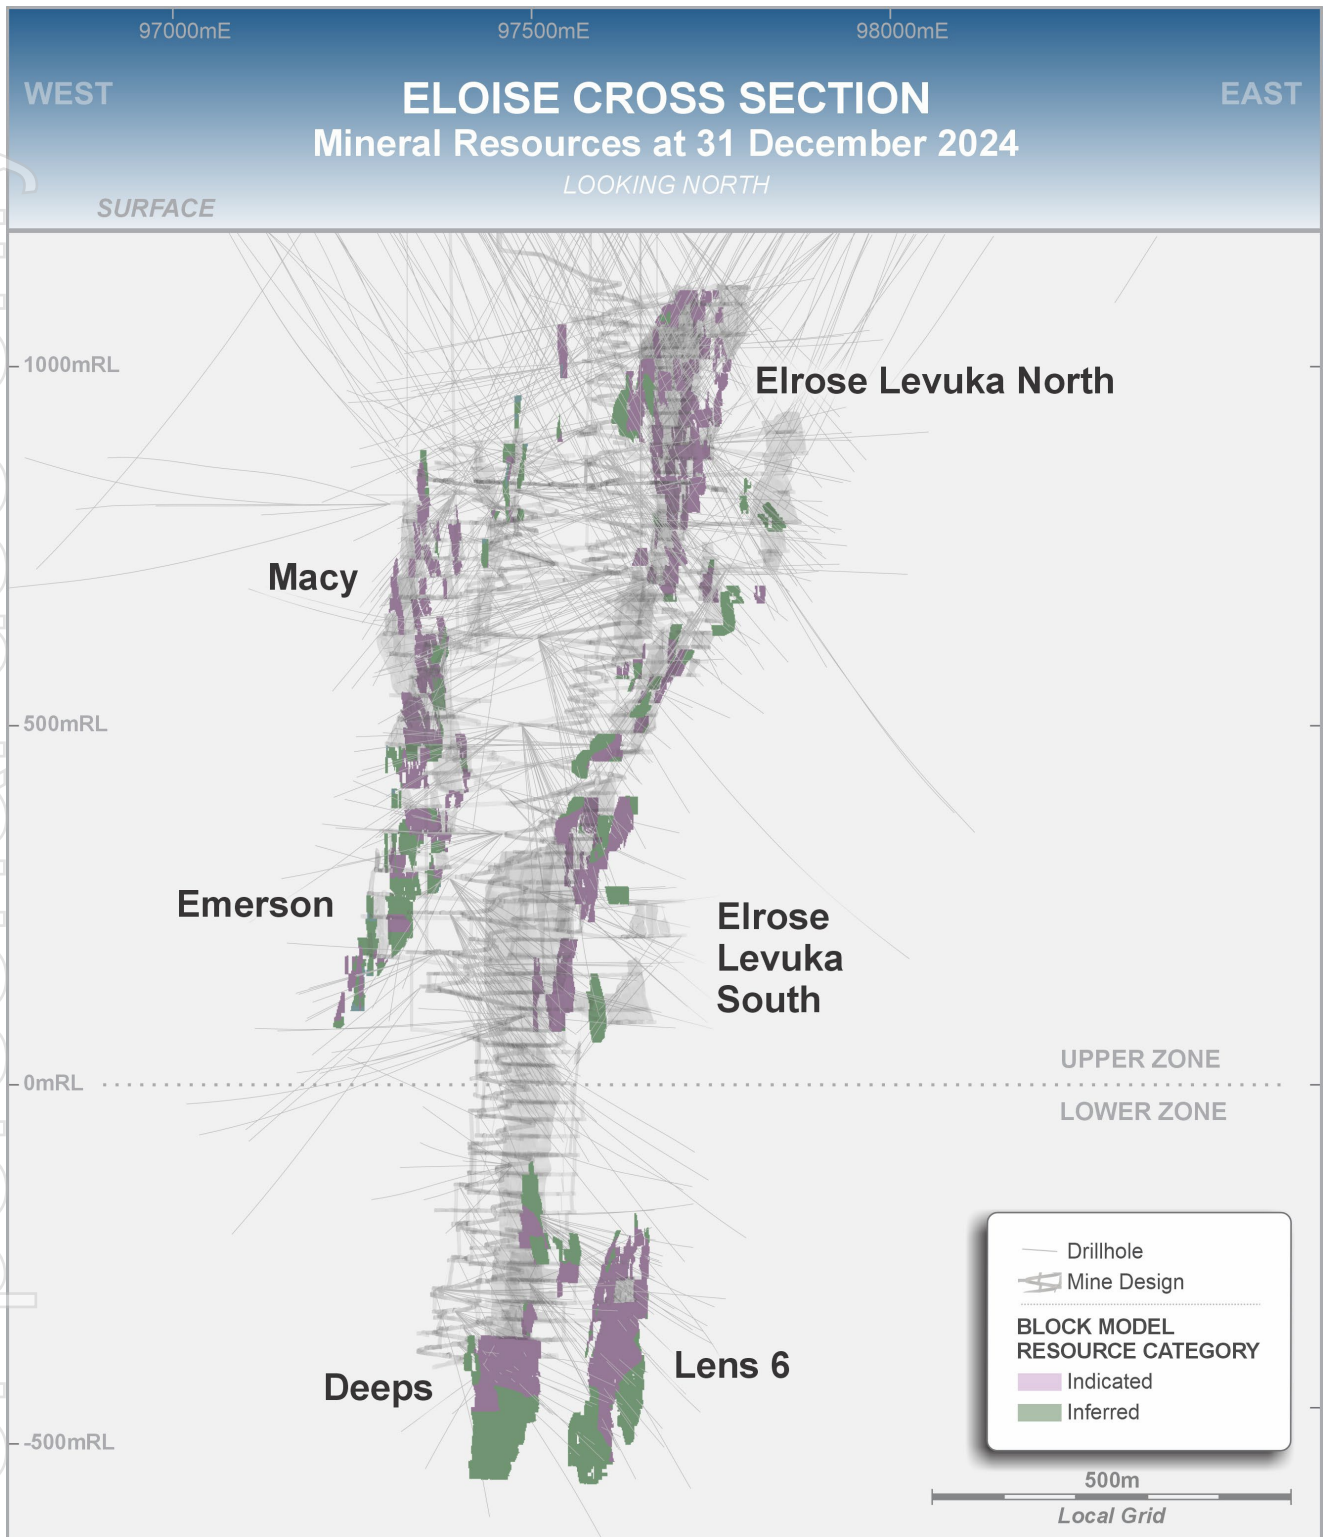 97000mE 97500mE 98000mE
WEST
EAST
ELOISE CROSS SECTION
Mineral Resources at 31 December 2024
LOOKING NORTH
SURFACE
1000mRL
Elrose Levuka North
Macy
500mRL
Emerson
Elrose
Levuka
South
UPPER ZONE
0mRL
LOWER ZONE
Drillhole
Mine Design
BLOCK MODEL
RESOURCE CATEGORY
Indicated
Inferred
Lens 6
Deeps
-500mRL
500m
Local Grid